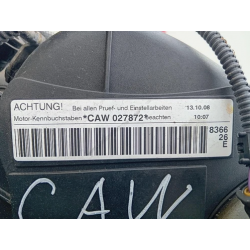 ACHTUNG! Bei allen Pruef- und Einstellarbeiten 13.10.08
Motor-Kennbuchstaben *CAW 027872* beachten 10:07
8366
26
E
CAW